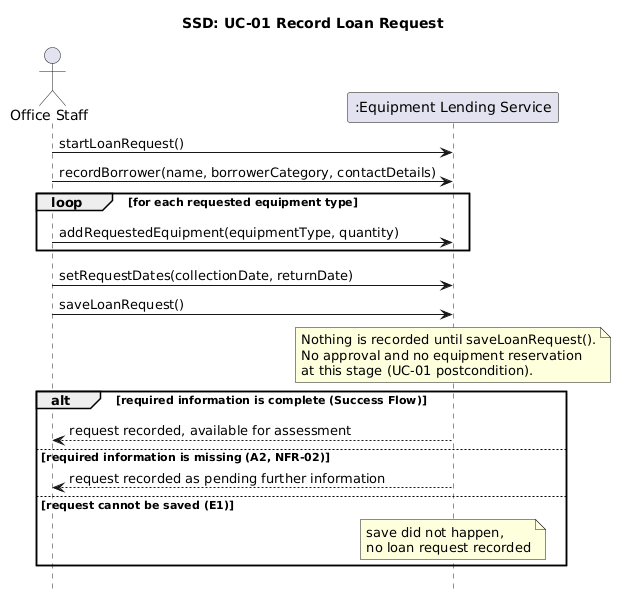 SSD: UC-01 Record Loan Request
Office Staff
:Equipment Lending Service
startLoanRequest()
recordBorrower(name, borrowerCategory, contactDetails)
loop [for each requested equipment type]
addRequestedEquipment(equipmentType, quantity)
setRequestDates(collectionDate, returnDate)
saveLoanRequest()
Nothing is recorded until saveLoanRequest().
No approval and no equipment reservation
at this stage (UC-01 postcondition).
alt [required information is complete (Success Flow)]
request recorded, available for assessment
[required information is missing (A2, NFR-02)]
request recorded as pending further information
[request cannot be saved (E1)]
save did not happen,
no loan request recorded